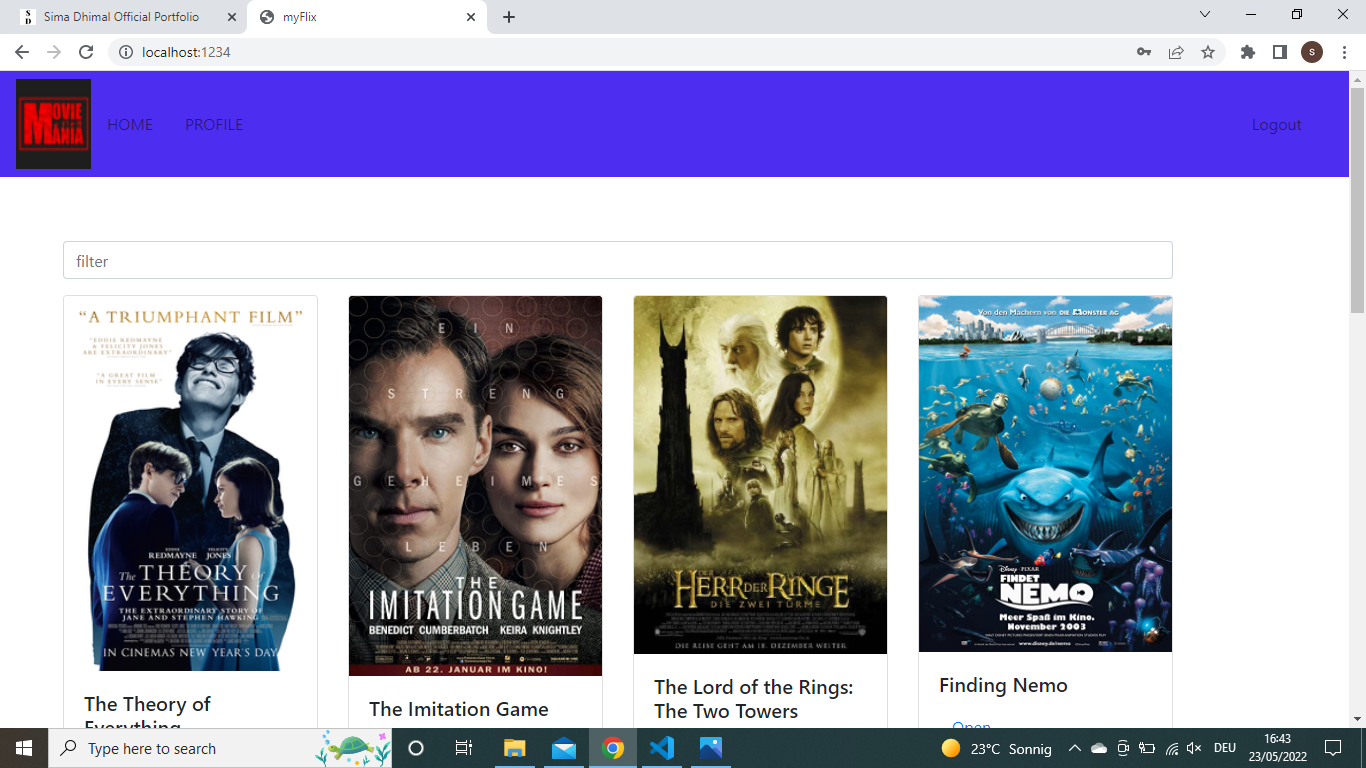 Sima Dhimal Official Portfolio
myFlix
localhost:1234
S
MOVIE
MANIA
HOME
PROFILE
Logout
filter
“A TRIUMPHANT FILM”
“EDDIE REDMAYNE
& FELICITY JONES
ARE EXTRAORDINARY”
“A GREAT FILM
IN EVERY SENSE”
EDDIE REDMAYNE
FELICITY JONES
The THEORY of
EVERYTHING
THE EXTRAORDINARY STORY OF
JANE AND STEPHEN HAWKING
IN CINEMAS NEW YEAR'S DAY
The Theory of
Everything
EIN
STRENG
GEHEIMES
LEBEN
THE
IMITATION GAME
BENEDICT CUMBERBATCH KEIRA KNIGHTLEY
AB 22. JANUAR IM KINO!
The Imitation Game
DER
HERR DER RINGE
DIE ZWEI TÜRME
DIE REISE GEHT AM 18. DEZEMBER WEITER
The Lord of the Rings:
The Two Towers
Von den Machern von DIE MONSTER AG
DISNEY · PIXAR
FINDET
NEMO
Meer Spaß im Kino.
November 2003
www.disney.de/nemo
Finding Nemo
Open
Type here to search
23°C Sonnig
DEU
16:43
23/05/2022